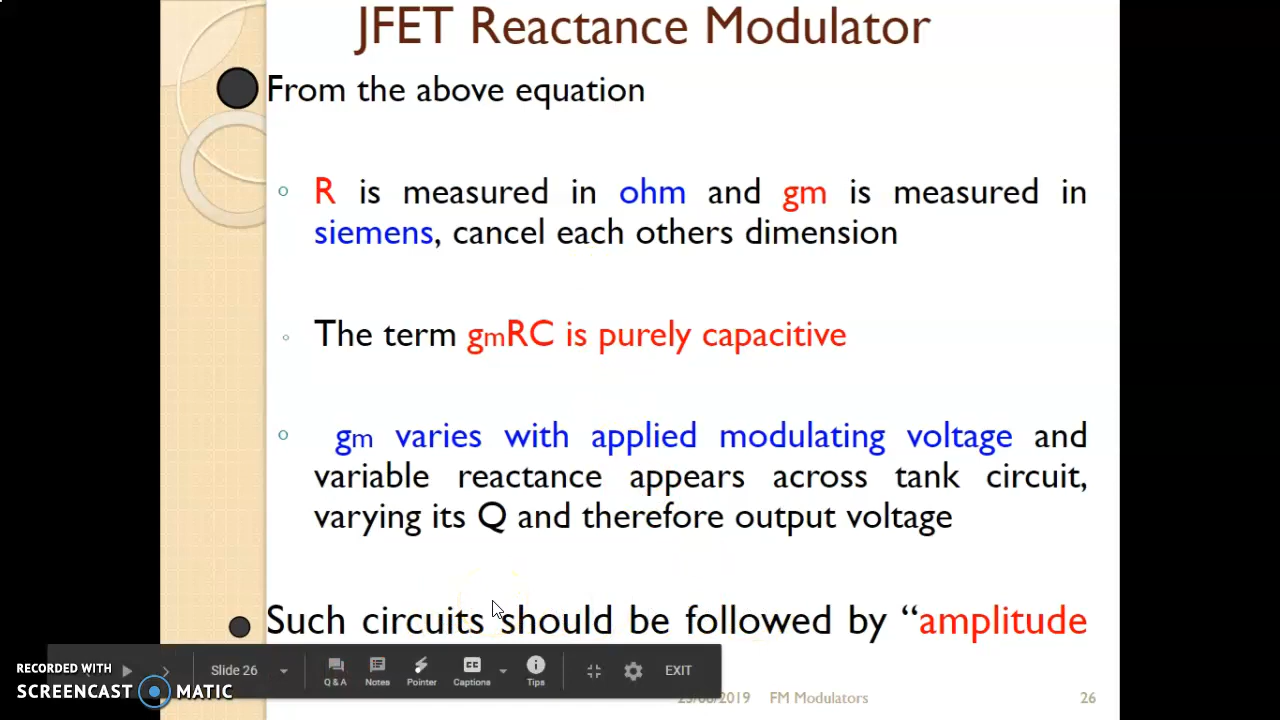 JFET Reactance Modulator
From the above equation
R is measured in ohm and gm is measured in
siemens, cancel each others dimension
The term gmRC is purely capacitive
gm varies with applied modulating voltage and
variable reactance appears across tank circuit,
varying its Q and therefore output voltage
Such circuits should be followed by “amplitude
RECORDED WITH
SCREENCAST MATIC
Slide 26
Q & A
Notes
Pointer
CC
Captions
Tips
EXIT
FM Modulators
26